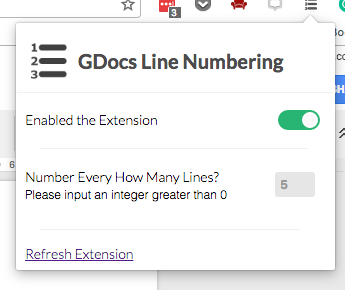 3
1
2
3
GDocs Line Numbering
Enabled the Extension
Number Every How Many Lines?
Please input an integer greater than 0
5
Refresh Extension
6